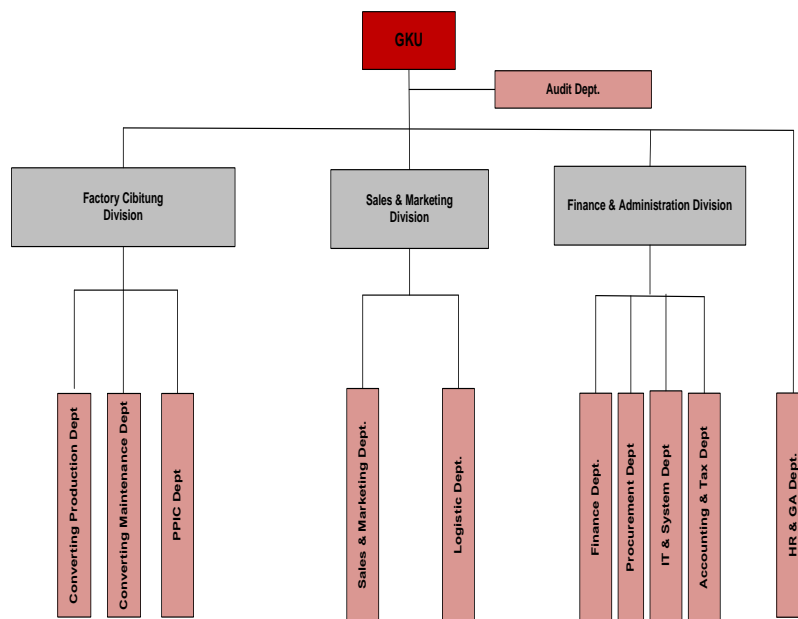 GKU
Audit Dept.
Factory Cibitung
Division
Sales & Marketing
Division
Finance & Administration Division
Converting Production Dept
Converting Maintenance Dept
PPIC Dept
Sales & Marketing Dept.
Logistic Dept.
Finance Dept.
Procurement Dept
IT & System Dept
Accounting & Tax Dept
HR & GA Dept.